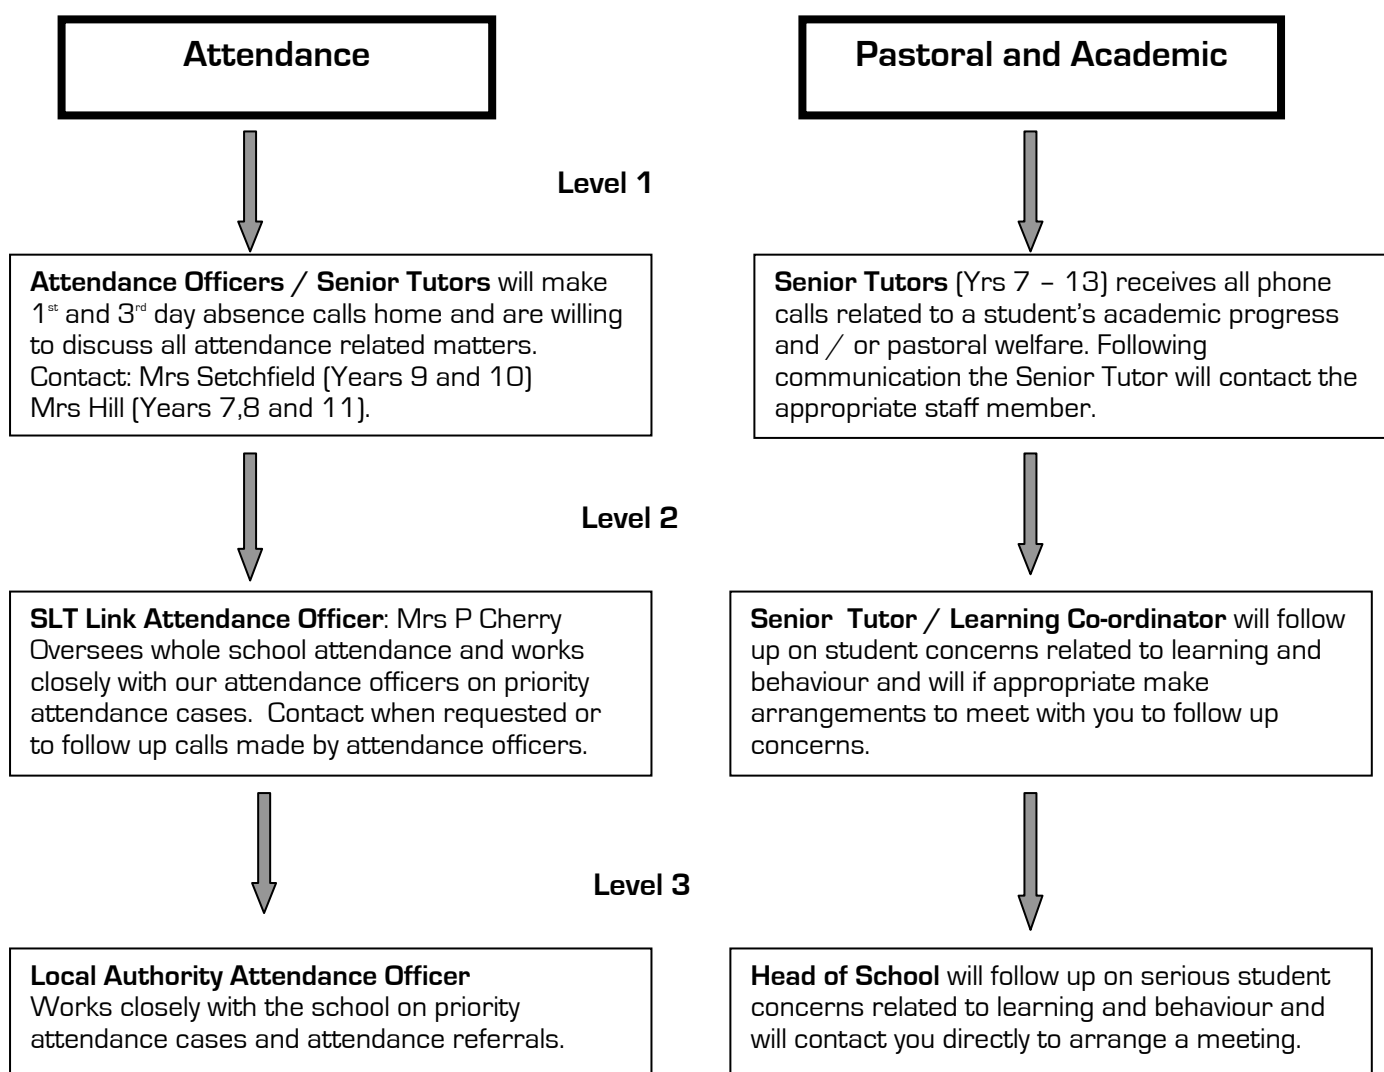 Attendance
Pastoral and Academic
Level 1
Attendance Officers / Senior Tutors will make
1st and 3rd day absence calls home and are willing
to discuss all attendance related matters.
Contact: Mrs Setchfield (Years 9 and 10)
Mrs Hill (Years 7,8 and 11).
Senior Tutors (Yrs 7 – 13) receives all phone
calls related to a student's academic progress
and / or pastoral welfare. Following
communication the Senior Tutor will contact the
appropriate staff member.
Level 2
SLT Link Attendance Officer: Mrs P Cherry
Oversees whole school attendance and works
closely with our attendance officers on priority
attendance cases.  Contact when requested or
to follow up calls made by attendance officers.
Senior  Tutor / Learning Co-ordinator will follow
up on student concerns related to learning and
behaviour and will if appropriate make
arrangements to meet with you to follow up
concerns.
Level 3
Local Authority Attendance Officer
Works closely with the school on priority
attendance cases and attendance referrals.
Head of School will follow up on serious student
concerns related to learning and behaviour and
will contact you directly to arrange a meeting.